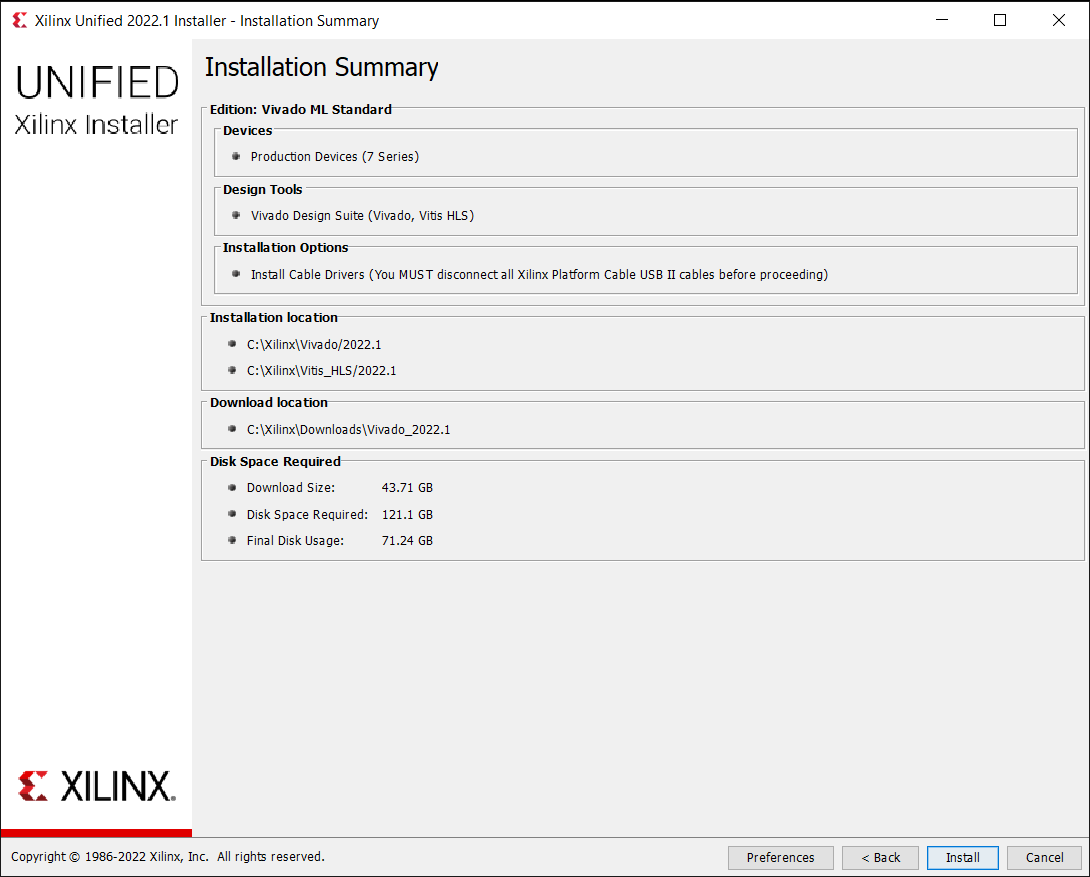 Xilinx Unified 2022.1 Installer - Installation Summary
UNIFIED
Xilinx Installer
Installation Summary
Edition: Vivado ML Standard
Devices
Production Devices (7 Series)
Design Tools
Vivado Design Suite (Vivado, Vitis HLS)
Installation Options
Install Cable Drivers (You MUST disconnect all Xilinx Platform Cable USB II cables before proceeding)
Installation location
C:\Xilinx\Vivado/2022.1
C:\Xilinx\Vitis_HLS/2022.1
Download location
C:\Xilinx\Downloads\Vivado_2022.1
Disk Space Required
Download Size: 43.71 GB
Disk Space Required: 121.1 GB
Final Disk Usage: 71.24 GB
XILINX.
Copyright © 1986-2022 Xilinx, Inc. All rights reserved.
Preferences < Back Install Cancel